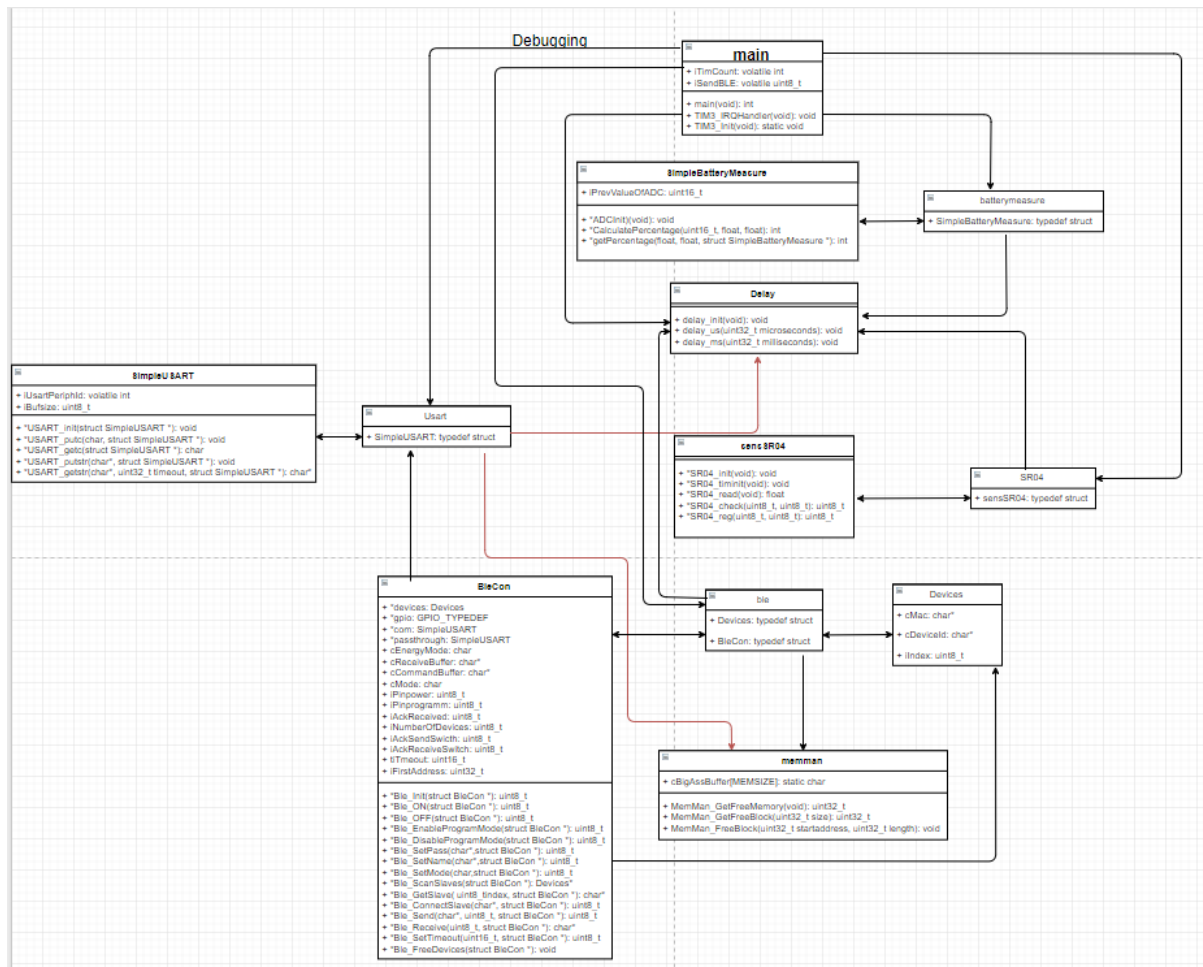 Debugging
main
+ iTimCount: volatile int
+ iSendBLE: volatile uint8_t
+ main(void): int
+ TIM3_IRQHandler(void): void
+ TIM3_Init(void): static void
SimpleBatteryMeasure
+ iPrevValueOfADC: uint16_t
+ *ADCInit)(void): void
+ *CalculatePercentage(uint16_t, float, float): int
+ *getPercentage(float, float, struct SimpleBatteryMeasure *): int
batterymeasure
+ SimpleBatteryMeasure: typedef struct
Delay
+ delay_init(void): void
+ delay_us(uint32_t microseconds): void
+ delay_ms(uint32_t milliseconds): void
SimpleUSART
+ iUsartPeriphId: volatile int
+ iBufsize: uint8_t
+ *USART_init(struct SimpleUSART *): void
+ *USART_putc(char, struct SimpleUSART *): void
+ *USART_getc(struct SimpleUSART *): char
+ *USART_putstr(char*, struct SimpleUSART *): void
+ *USART_getstr(char*, uint32_t timeout, struct SimpleUSART *): char*
Usart
+ SimpleUSART: typedef struct
sensSR04
+ *SR04_init(void): void
+ *SR04_timinit(void): void
+ *SR04_read(void): float
+ *SR04_check(uint8_t, uint8_t): uint8_t
+ *SR04_reg(uint8_t, uint8_t): uint8_t
SR04
+ sensSR04: typedef struct
BleCon
+ *devices: Devices
+ *gpio: GPIO_TYPEDEF
+ *com: SimpleUSART
+ *passthrough: SimpleUSART
+ cEnergyMode: char
+ cReceiveBuffer: char*
+ cCommandBuffer: char*
+ cMode: char
+ iPinpower: uint8_t
+ iPinprogramm: uint8_t
+ iAckReceived: uint8_t
+ iNumberOfDevices: uint8_t
+ iAckSendSwicth: uint8_t
+ iAckReceiveSwitch: uint8_t
+ tiTmeout: uint16_t
+ iFirstAddress: uint32_t
+ *Ble_Init(struct BleCon *): uint8_t
+ *Ble_ON(struct BleCon *): uint8_t
+ *Ble_OFF(struct BleCon *): uint8_t
+ *Ble_EnableProgramMode(struct BleCon *): uint8_t
+ *Ble_DisableProgramMode(struct BleCon *): uint8_t
+ *Ble_SetPass(char*,struct BleCon *): uint8_t
+ *Ble_SetName(char*,struct BleCon *): uint8_t
+ *Ble_SetMode(char,struct BleCon *): uint8_t
+ *Ble_ScanSlaves(struct BleCon *): Devices*
+ *Ble_GetSlave( uint8_tindex, struct BleCon *): char*
+ *Ble_ConnectSlave(char*, struct BleCon *): uint8_t
+ *Ble_Send(char*, uint8_t, struct BleCon *): uint8_t
+ *Ble_Receive(uint8_t, struct BleCon *): char*
+ *Ble_SetTimeout(uint16_t, struct BleCon *): uint8_t
+ *Ble_FreeDevices(struct BleCon *): void
ble
+ Devices: typedef struct
+ BleCon: typedef struct
Devices
+ cMac: char*
+ cDeviceId: char*
+ iIndex: uint8_t
memman
+ cBigAssBuffer[MEMSIZE]: static char
+ MemMan_GetFreeMemory(void): uint32_t
+ MemMan_GetFreeBlock(uint32_t size): uint32_t
+ MemMan_FreeBlock(uint32_t startaddress, uint32_t length): void